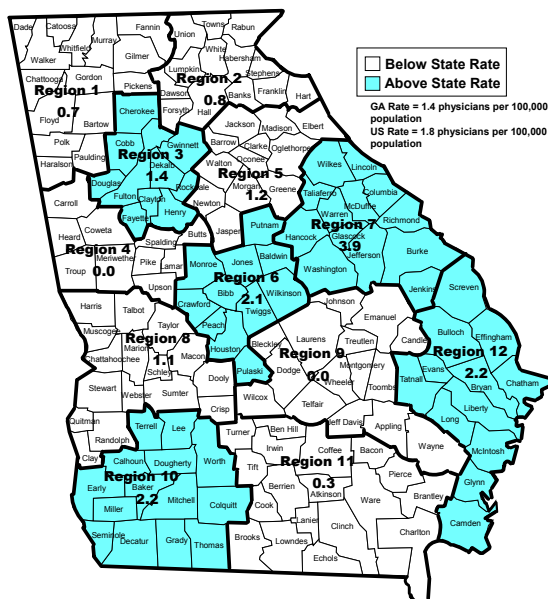 Below State Rate
Above State Rate
GA Rate = 1.4 physicians per 100,000
population
US Rate = 1.8 physicians per 100,000
population
Dade
Catoosa
Walker
Whitfield
Murray
Fannin
Gilmer
Chattooga
Gordon
Pickens
Region 1
0.7
Floyd
Bartow
Polk
Haralson
Paulding
Union
Towns
Rabun
White
Lumpkin
Habersham
Stephens
Region 2
0.8
Dawson
Forsyth
Hall
Banks
Franklin
Hart
Cherokee
Cobb
Gwinnett
Region 3
1.4
Dekalb
Douglas
Fulton
Clayton
Rockdale
Fayette
Henry
Carroll
Heard
Coweta
Region 4
0.0
Troup
Meriwether
Spalding
Butts
Pike
Lamar
Upson
Jackson
Madison
Elbert
Barrow
Clarke
Oglethorpe
Walton
Oconee
Region 5
1.2
Morgan
Greene
Newton
Jasper
Putnam
Monroe
Jones
Baldwin
Region 6
2.1
Crawford
Bibb
Wilkinson
Twiggs
Peach
Houston
Pulaski
Wilkes
Lincoln
Taliaferro
Columbia
McDuffie
Warren
Richmond
Region 7
3.9
Hancock
Glascock
Jefferson
Washington
Burke
Jenkins
Harris
Talbot
Taylor
Muscogee
Region 8
1.1
Marion
Chattahoochee
Macon
Schley
Stewart
Webster
Sumter
Dooly
Crisp
Quitman
Randolph
Clay
Johnson
Emanuel
Laurens
Treutlen
Candler
Bleckley
Region 9
0.0
Dodge
Montgomery
Wheeler
Toombs
Wilcox
Telfair
Jeff Davis
Appling
Wayne
Terrell
Lee
Calhoun
Dougherty
Worth
Region 10
2.2
Early
Baker
Mitchell
Miller
Colquitt
Seminole
Decatur
Grady
Thomas
Turner
Ben Hill
Irwin
Coffee
Bacon
Region 11
0.3
Tift
Pierce
Berrien
Atkinson
Ware
Brantley
Cook
Lanier
Clinch
Charlton
Brooks
Lowndes
Echols
Screven
Bulloch
Effingham
Region 12
2.2
Evans
Tatnall
Bryan
Chatham
Liberty
Long
McIntosh
Glynn
Camden